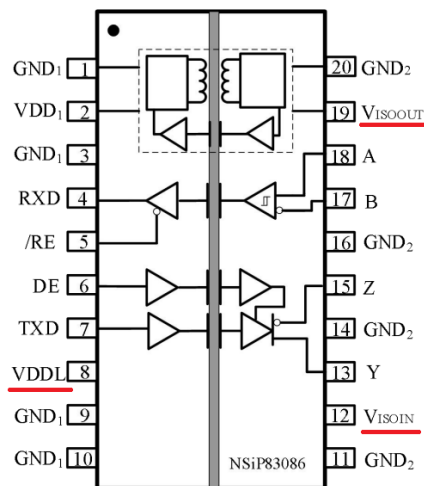 GND₁ 1 20 GND₂
VDD₁ 2 19 VISOOUT
GND₁ 3 18 A
RXD 4 17 B
/RE 5 16 GND₂
DE 6 15 Z
TXD 7 14 GND₂
VDDL 8 13 Y
GND₁ 9 12 VISOIN
GND₁ 10 NSiP83086 11 GND₂